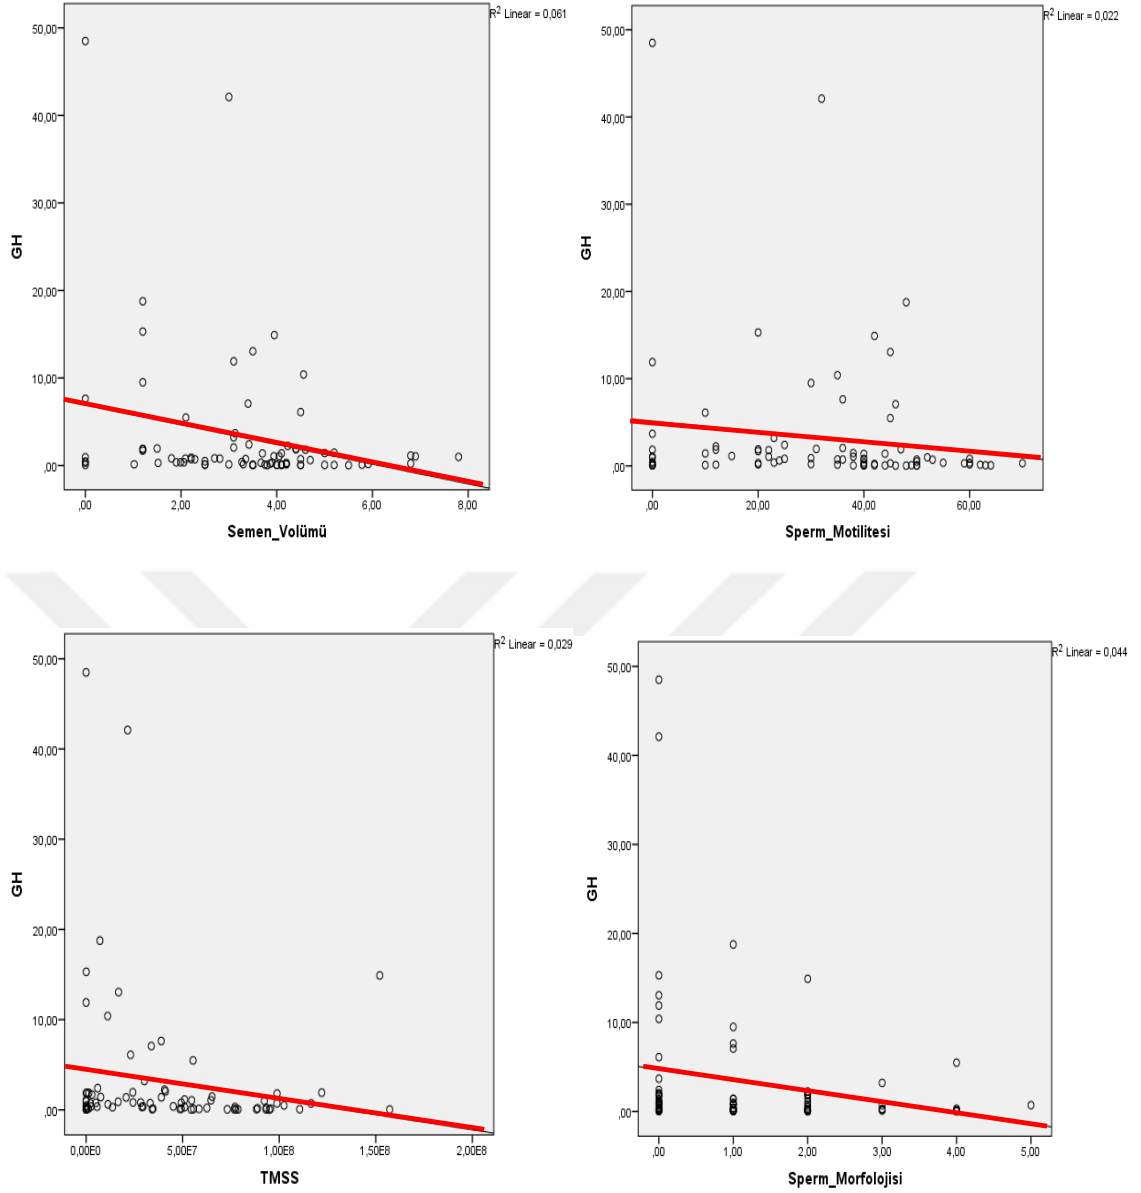 R² Linear = 0,061
50,00
40,00
30,00
20,00
10,00
,00
GH
,00 2,00 4,00 6,00 8,00
Semen_Volümü
R² Linear = 0,022
50,00
40,00
30,00
20,00
10,00
,00
GH
,00 20,00 40,00 60,00
Sperm_Motilitesi
R² Linear = 0,029
50,00
40,00
30,00
20,00
10,00
,00
GH
0,00E0 5,00E7 1,00E8 1,50E8 2,00E8
TMSS
R² Linear = 0,044
50,00
40,00
30,00
20,00
10,00
,00
GH
,00 1,00 2,00 3,00 4,00 5,00
Sperm_Morfolojisi